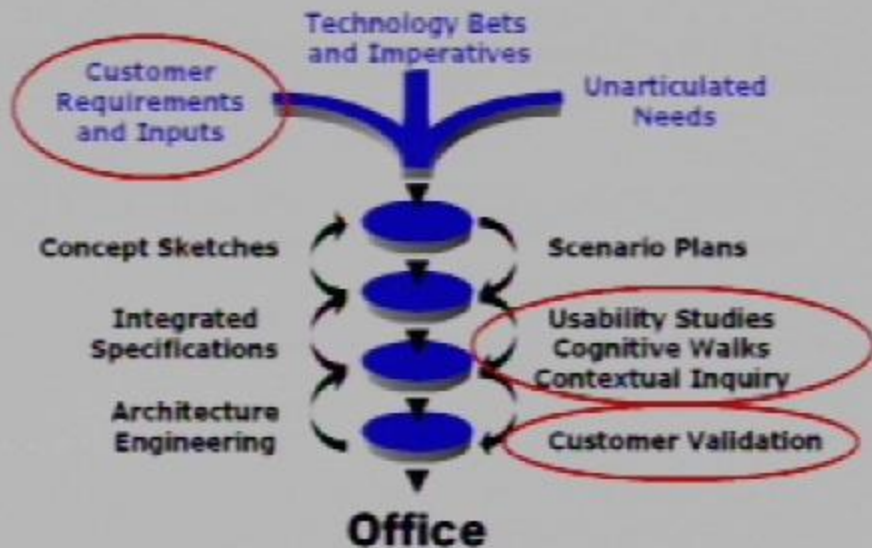 Technology Bets
and Imperatives
Customer
Requirements
and Inputs
Unarticulated
Needs
Concept Sketches
Scenario Plans
Integrated
Specifications
Usability Studies
Cognitive Walks
Contextual Inquiry
Architecture
Engineering
Customer Validation
Office